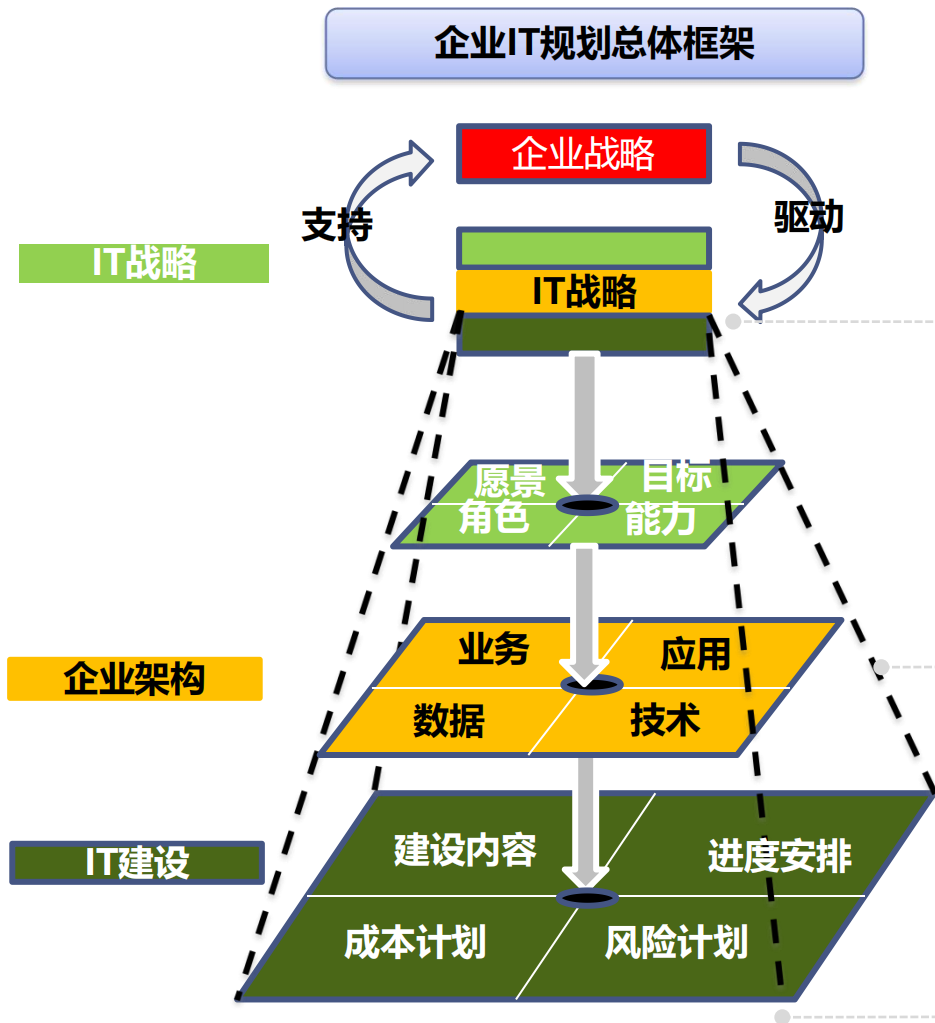 企业IT规划总体框架
企业战略
支持
驱动
IT战略
IT战略
愿景
目标
角色
能力
业务
应用
企业架构
数据
技术
建设内容
进度安排
IT建设
成本计划
风险计划